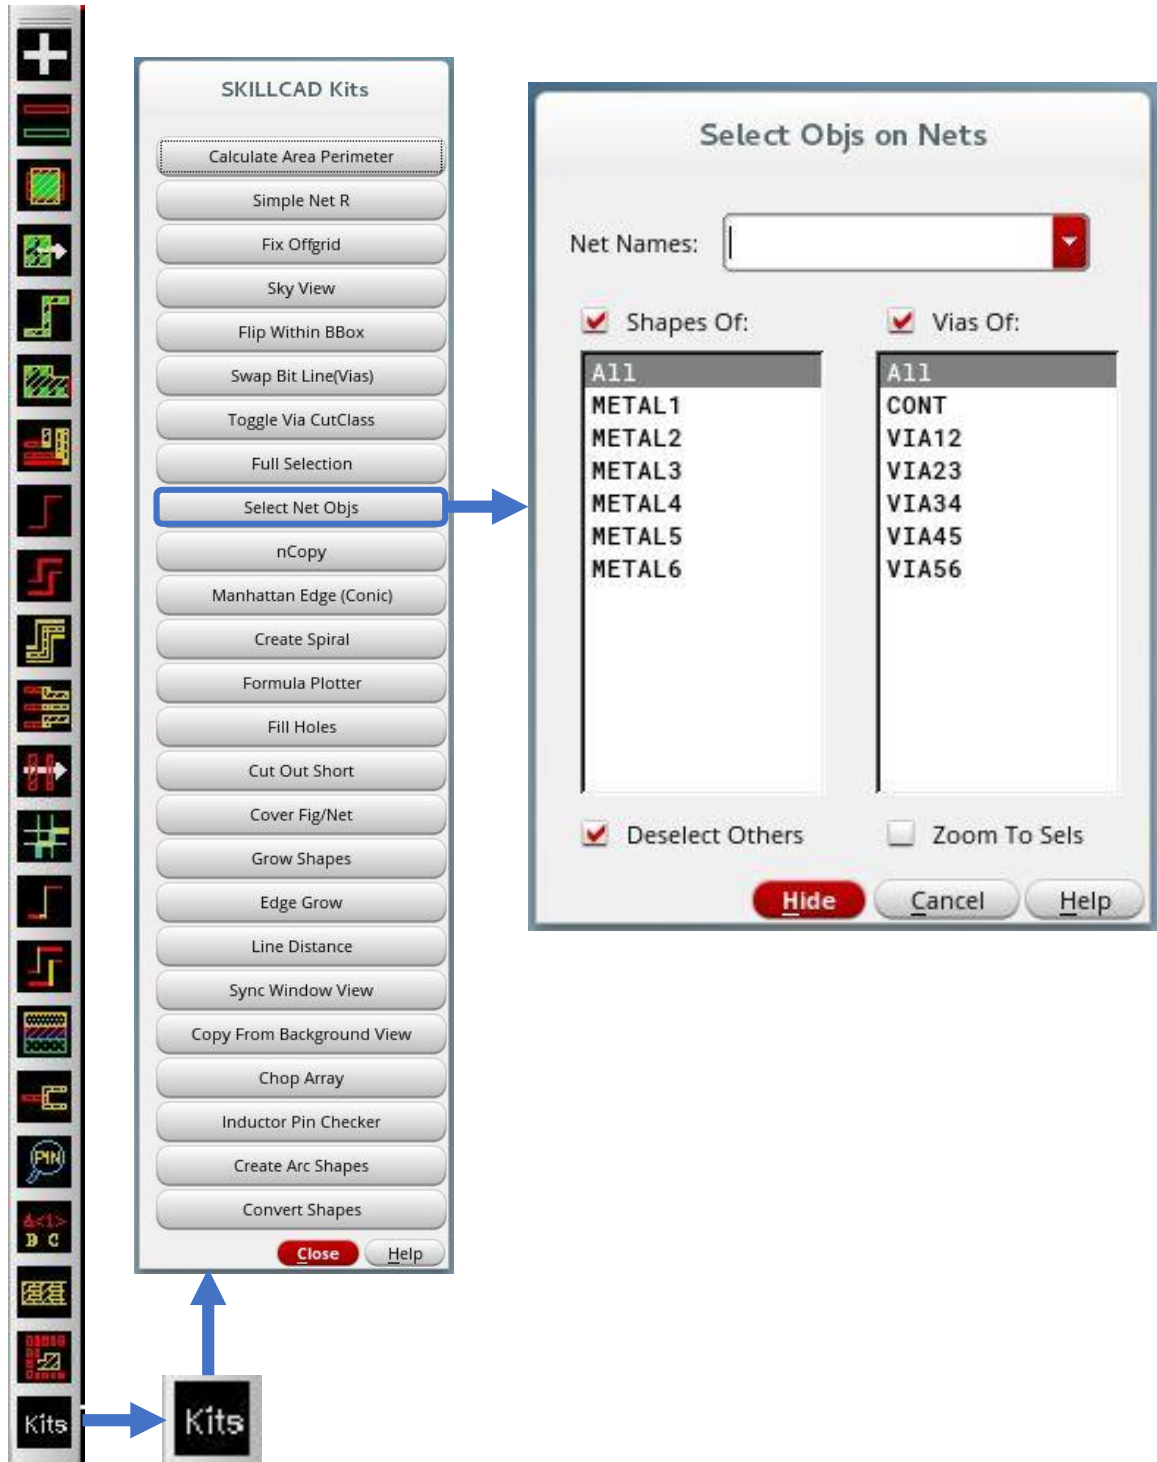 SKILLCAD Kits
Calculate Area Perimeter
Simple Net R
Fix Offgrid
Sky View
Flip Within BBox
Swap Bit Line(Vias)
Toggle Via CutClass
Full Selection
Select Net Objs
nCopy
Manhattan Edge (Conic)
Create Spiral
Formula Plotter
Fill Holes
Cut Out Short
Cover Fig/Net
Grow Shapes
Edge Grow
Line Distance
Sync Window View
Copy From Background View
Chop Array
Inductor Pin Checker
Create Arc Shapes
Convert Shapes
Close Help
Select Objs on Nets
Net Names:
Shapes Of:
All
METAL1
METAL2
METAL3
METAL4
METAL5
METAL6
Vias Of:
All
CONT
VIA12
VIA23
VIA34
VIA45
VIA56
Deselect Others
Zoom To Sels
Hide Cancel Help
PIN
&<1>
B C
Kits
Kits